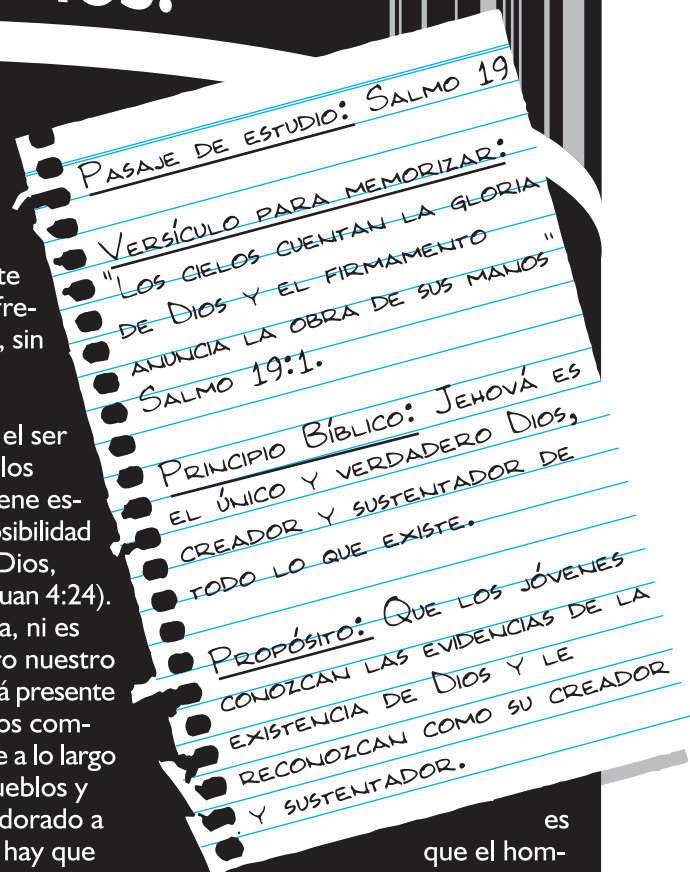 te
fre-
, sin
el ser
los
ene es-
osibilidad
Dios,
uan 4:24).
a, ni es
ro nuestro
á presente
os com-
e a lo largo
ueblos y
dorado a
hay que
PASAJE DE ESTUDIO: SALMO 19
VERSÍCULO PARA MEMORIZAR:
"LOS CIELOS CUENTAN LA GLORIA
DE DIOS Y EL FIRMAMENTO
ANUNCIA LA OBRA DE SUS MANOS"
SALMO 19:1.
PRINCIPIO BÍBLICO: JEHOVÁ ES
EL ÚNICO Y VERDADERO DIOS,
CREADOR Y SUSTENTADOR DE
TODO LO QUE EXISTE.
PROPÓSITO: QUE LOS JÓVENES
CONOZCAN LAS EVIDENCIAS DE LA
EXISTENCIA DE DIOS Y LE
RECONOZCAN COMO SU CREADOR
Y SUSTENTADOR.
es
que el hom-